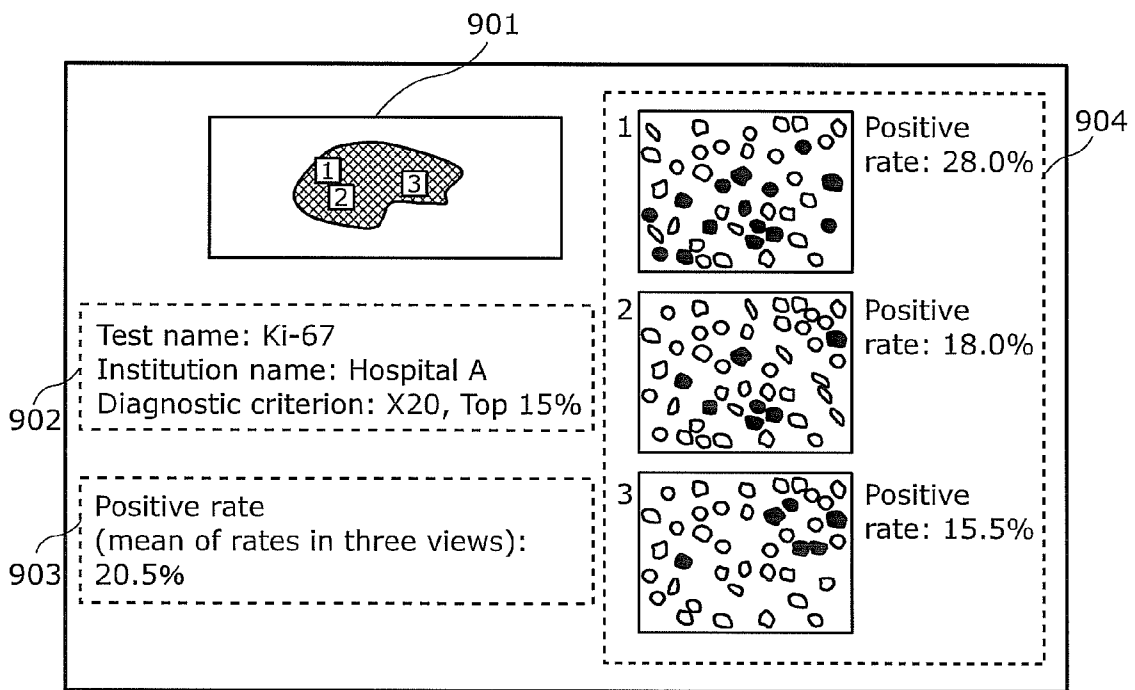 901
1
2
3
Test name: Ki-67
Institution name: Hospital A
Diagnostic criterion: X20, Top 15%
902
Positive rate
(mean of rates in three views):
20.5%
903
904
1
Positive
rate: 28.0%
2
Positive
rate: 18.0%
3
Positive
rate: 15.5%